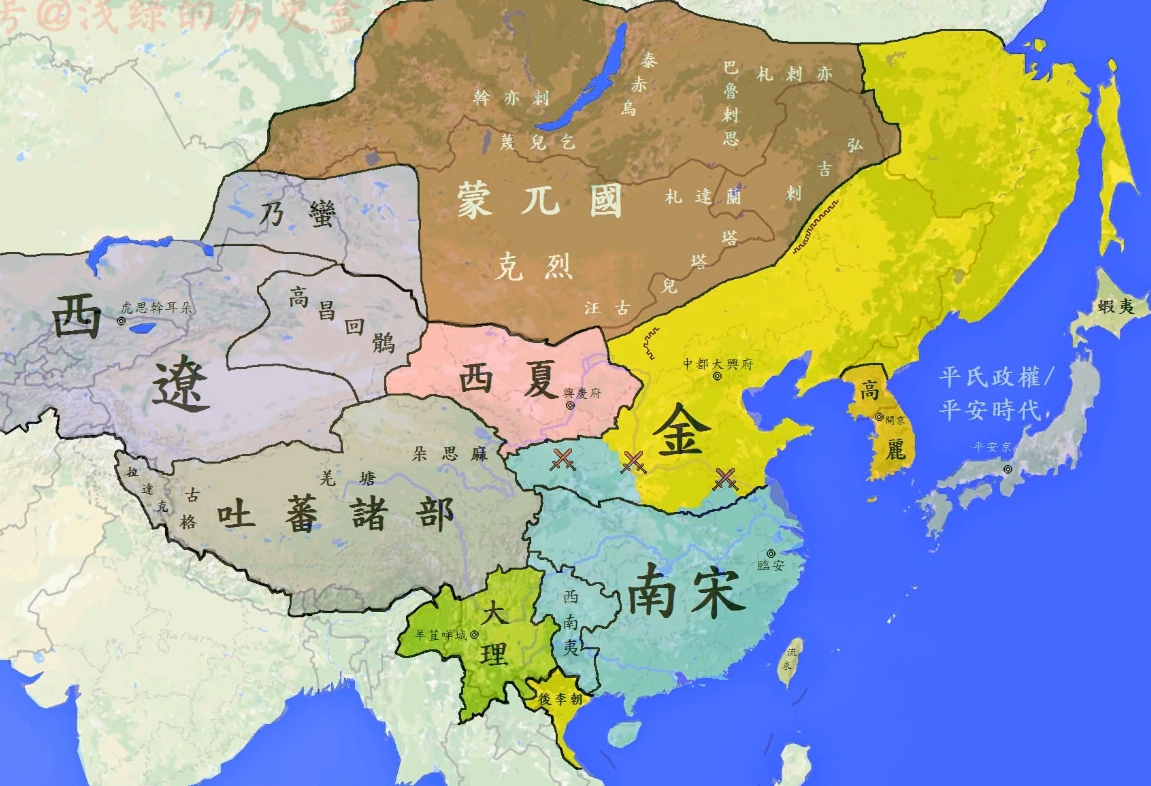 号@浅绿的历史盒子
泰赤烏
巴魯剌思
札剌亦
斡亦剌
蔑兒乞
弘吉剌
蒙兀國
札達蘭
乃蠻
塔塔兒
克烈
汪古
西遼
虎思斡耳朵
高昌回鶻
西夏
興慶府
中都大興府
金
高麗
開京
蝦夷
平氏政權/
平安時代
平安京
朵思麻
羌塘
拉達克
古格
吐蕃諸部
南宋
臨安
西南夷
大理
羊苴咩城
後李朝
流求